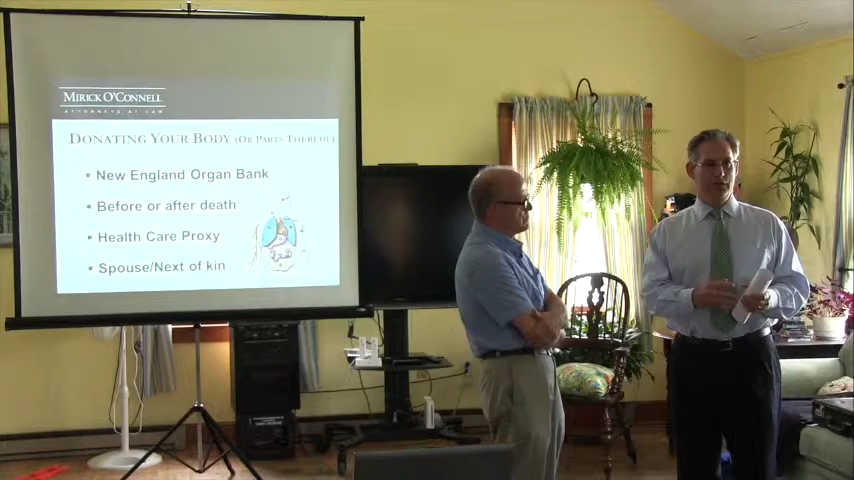 MIRICK O'CONNELL
ATTORNEYS AT LAW
DONATING YOUR BODY (OR PARTS THEREOF)
New England Organ Bank
Before or after death
Health Care Proxy
Spouse/Next of kin